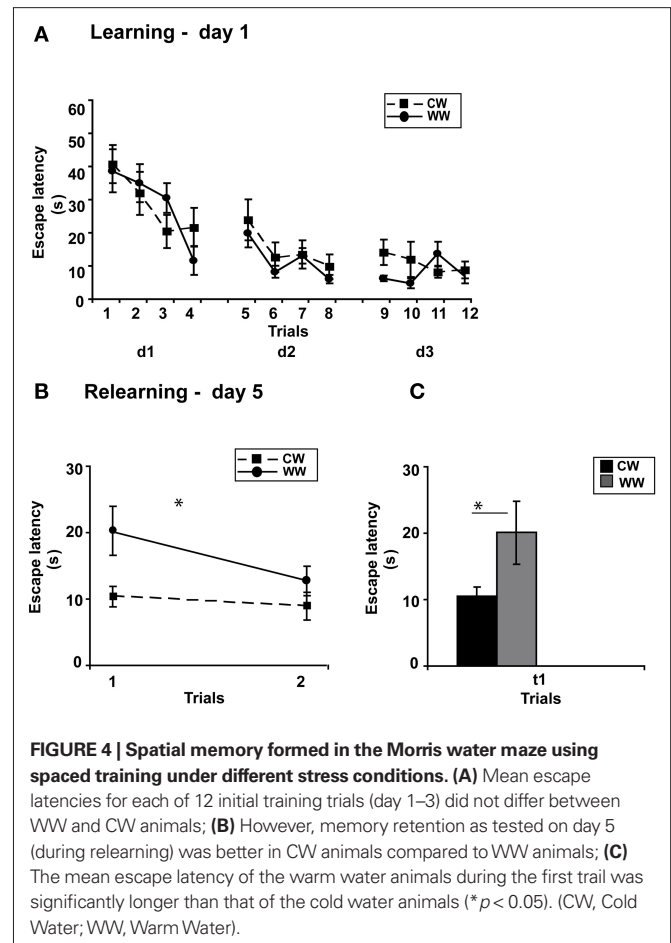 A Learning - day 1
60
50
40
30
20
10
0
Escape latency
(s)
CW
WW
1 2 3 4 5 6 7 8 9 10 11 12
Trials
d1 d2 d3
B Relearning - day 5
C
CW
WW
30
20
10
0
Escape latency
(s)
*
1 2
Trials
CW
WW
30
20
10
0
Escape latency
(s)
*
t1
Trials
FIGURE 4 | Spatial memory formed in the Morris water maze using
spaced training under different stress conditions. (A) Mean escape
latencies for each of 12 initial training trials (day 1–3) did not differ between
WW and CW animals; (B) However, memory retention as tested on day 5
(during relearning) was better in CW animals compared to WW animals; (C)
The mean escape latency of the warm water animals during the first trail was
significantly longer than that of the cold water animals (*p < 0.05). (CW, Cold
Water; WW, Warm Water).